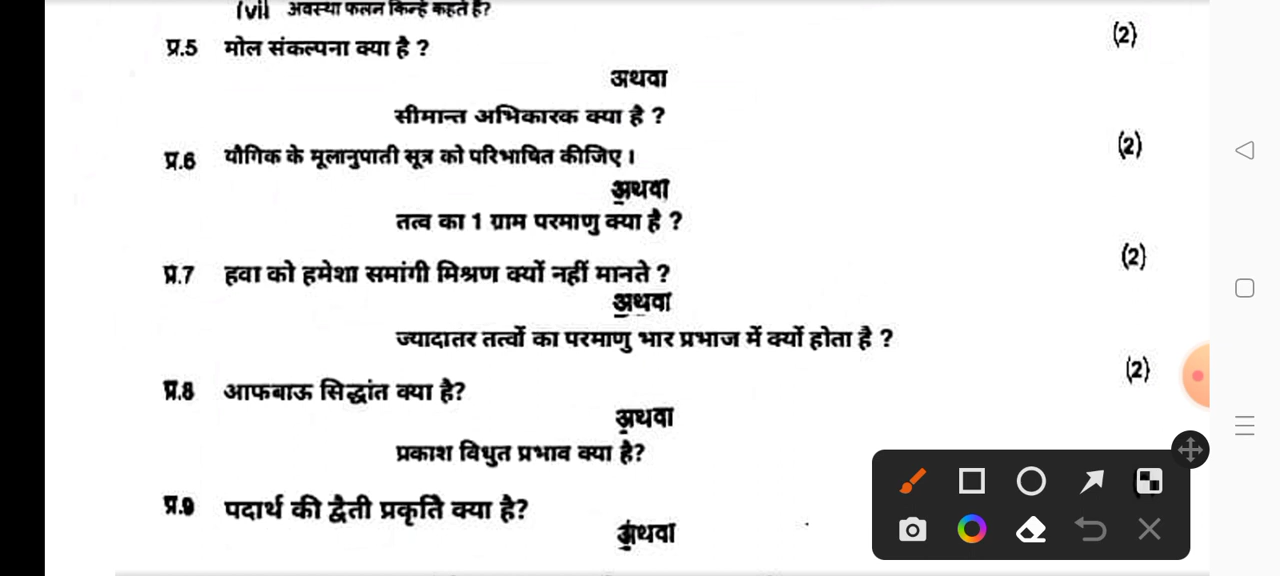 (vii) अवस्था फलन किन्हें कहते हैं?
प्र.5 मोल संकल्पना क्या है ? (2)
अथवा
सीमान्त अभिकारक क्या है ?
प्र.6 यौगिक के मूलानुपाती सूत्र को परिभाषित कीजिए। (2)
अथवा
तत्व का 1 ग्राम परमाणु क्या है ?
प्र.7 हवा को हमेशा समांगी मिश्रण क्यों नहीं मानते ? (2)
अथवा
ज्यादातर तत्वों का परमाणु भार प्रभाज में क्यों होता है ?
प्र.8 आफबाऊ सिद्धांत क्या है? (2)
अथवा
प्रकाश विधुत प्रभाव क्या है?
प्र.9 पदार्थ की द्वैती प्रकृति क्या है?
अथवा